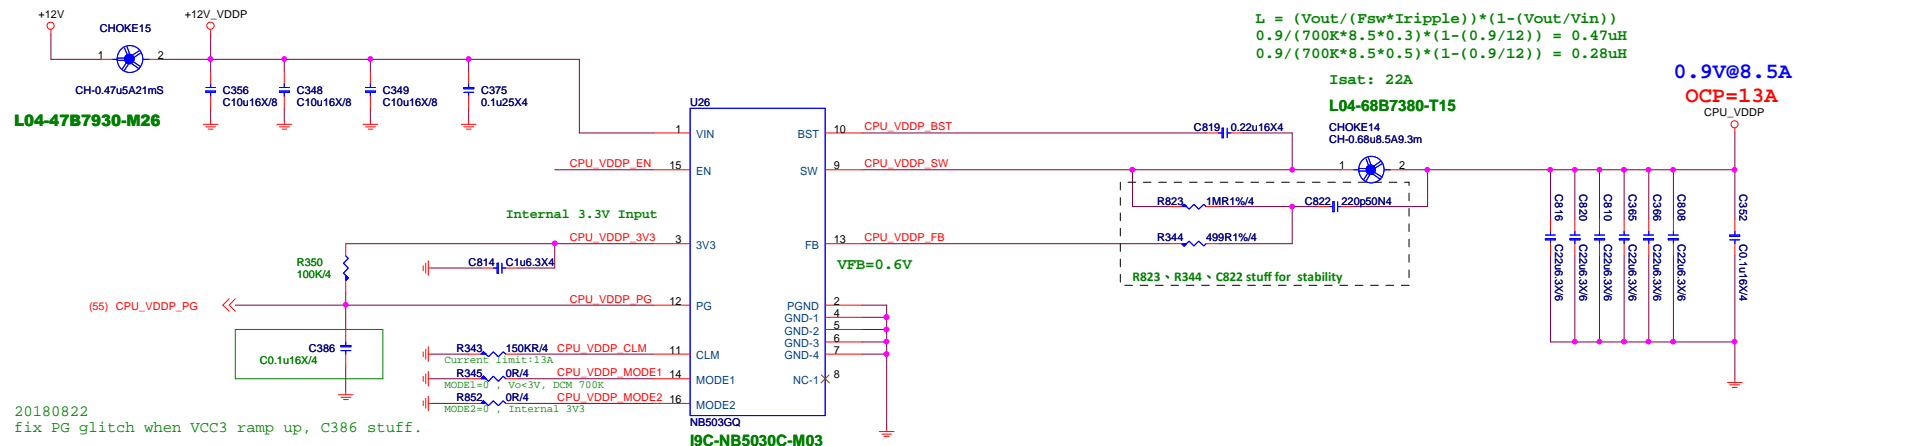 +12V
+12V_VDDP
CHOKE15
1
2
CH-0.47u5A21mS
L04-47B7930-M26
C356
C10u16X/8
C348
C10u16X/8
C349
C10u16X/8
C375
0.1u25X4
L = (Vout/(Fsw*Iripple))*(1-(Vout/Vin))
0.9/(700K*8.5*0.3)*(1-(0.9/12)) = 0.47uH
0.9/(700K*8.5*0.5)*(1-(0.9/12)) = 0.28uH
Isat: 22A
L04-68B7380-T15
0.9V@8.5A
OCP=13A
CPU_VDDP
U26
1
VIN
BST
10
CPU_VDDP_BST
C819
0.22u16X4
CHOKE14
CH-0.68u8.5A9.3m
CPU_VDDP_EN
15
EN
SW
9
CPU_VDDP_SW
1
2
R823
1MR1%/4
C822
220p50N4
Internal 3.3V Input
CPU_VDDP_3V3
3
3V3
FB
13
CPU_VDDP_FB
R344
499R1%/4
VFB=0.6V
R823、R344、C822 stuff for stability
R350
100K/4
C814
C1u6.3X4
(55) CPU_VDDP_PG
CPU_VDDP_PG
12
PG
PGND
2
GND-1
4
GND-2
5
GND-3
6
GND-4
7
NC-1
8
C386
C0.1u16X/4
R343
150KR/4
CPU_VDDP_CLM
11
CLM
Current limit:13A
R345
0R/4
CPU_VDDP_MODE1
14
MODE1
MODE1=0 , Vo<3V, DCM 700K
R852
0R/4
CPU_VDDP_MODE2
16
MODE2
MODE2=0 , Internal 3V3
NB503GQ
I9C-NB5030C-M03
C816
C22u6.3X/6
C820
C22u6.3X/6
C810
C22u6.3X/6
C365
C22u6.3X/6
C366
C22u6.3X/6
C808
C22u6.3X/6
C352
C0.1u16X/4
20180822
fix PG glitch when VCC3 ramp up, C386 stuff.